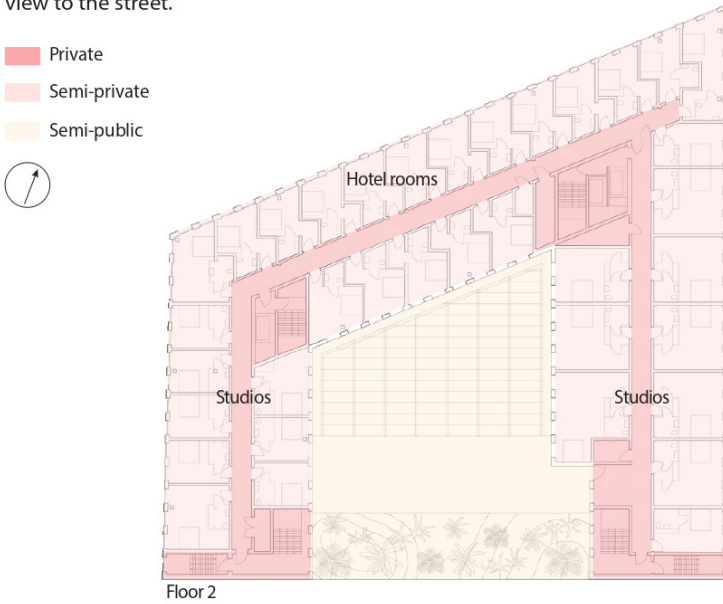 view to the street.
Private
Semi-private
Semi-public
Hotel rooms
Studios
Studios
Floor 2